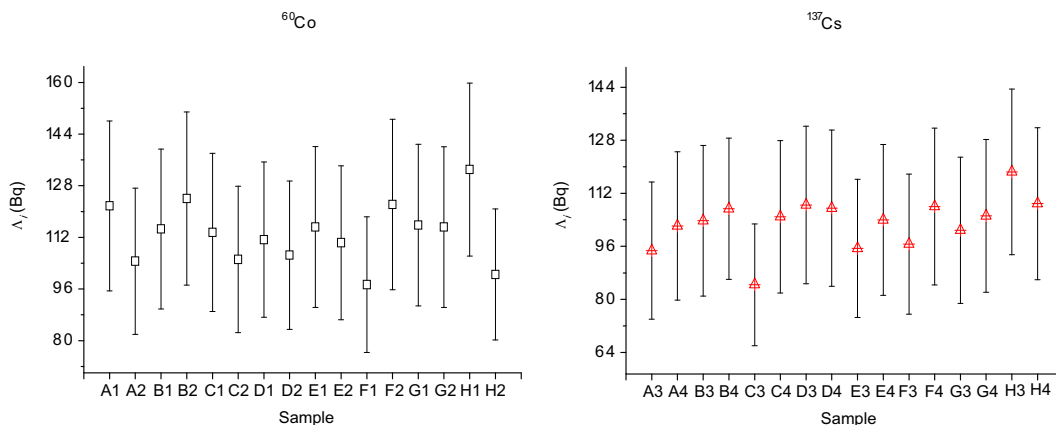 ⁶⁰Co
160
144
128
112
96
80
Λᵢ (Bq)
A1 A2 B1 B2 C1 C2 D1 D2 E1 E2 F1 F2 G1 G2 H1 H2
Sample
¹³⁷Cs
144
128
112
96
80
64
Λᵢ (Bq)
A3 A4 B3 B4 C3 C4 D3 D4 E3 E4 F3 F4 G3 G4 H3 H4
Sample